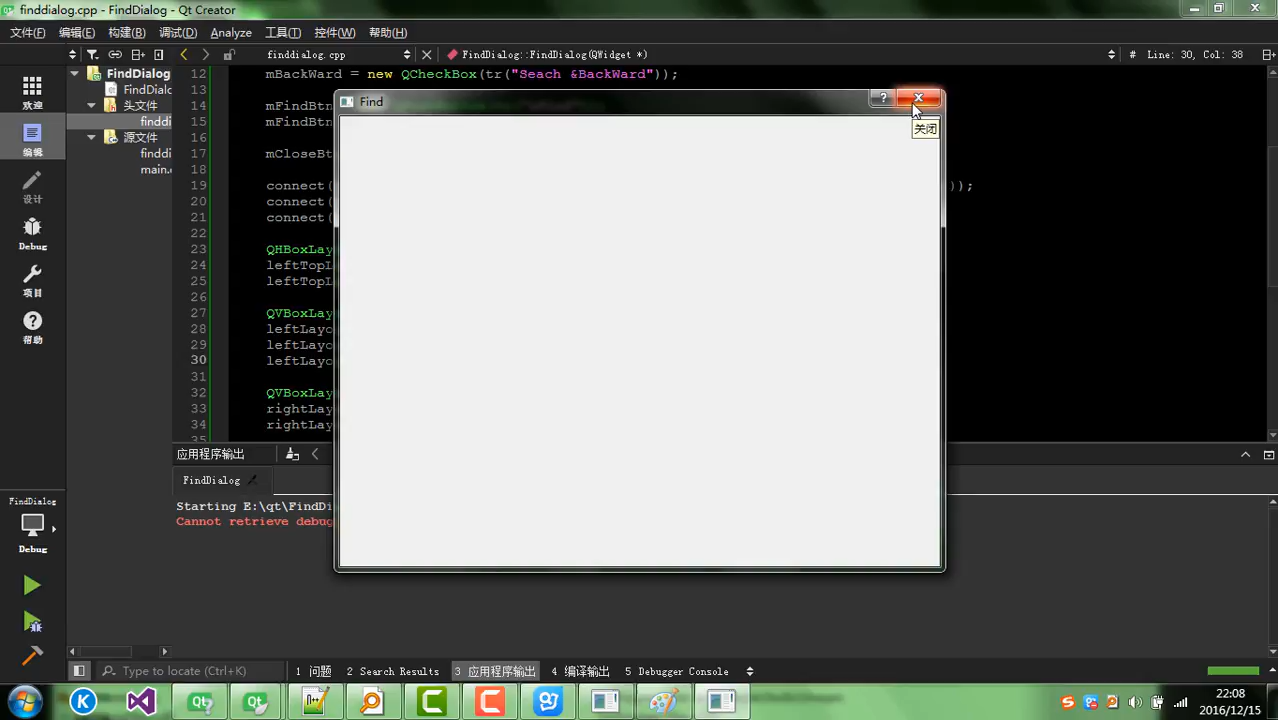 finddialog.cpp - FindDialog - Qt Creator
文件(F) 编辑(E) 构建(B) 调试(D) Analyze 工具(T) 控件(W) 帮助(H)
finddialog.cpp FindDialog::FindDialog(QWidget *) # Line: 30, Col: 38
欢迎
编辑
设计
Debug
项目
帮助
FindDialog
FindDialo
头文件
finddi
源文件
finddi
main.c
12 mBackWard = new QCheckBox(tr("Seach &BackWard"));
13
14 mFindBtn
15 mFindBtn
16
17 mCloseBt
18
19 connect( ));
20 connect(
21 connect(
22
23 QHBoxLay
24 leftTopL
25 leftTopL
26
27 QVBoxLay
28 leftLayo
29 leftLayo
30 leftLayo
31
32 QVBoxLay
33 rightLay
34 rightLay
35
Find
?
关闭
应用程序输出
FindDialog
Starting E:\qt\FindDi
Cannot retrieve debug
FindDialog
Debug
Type to locate (Ctrl+K) 1 问题 2 Search Results 3 应用程序输出 4 编译输出 5 Debugger Console
22:08
2016/12/15